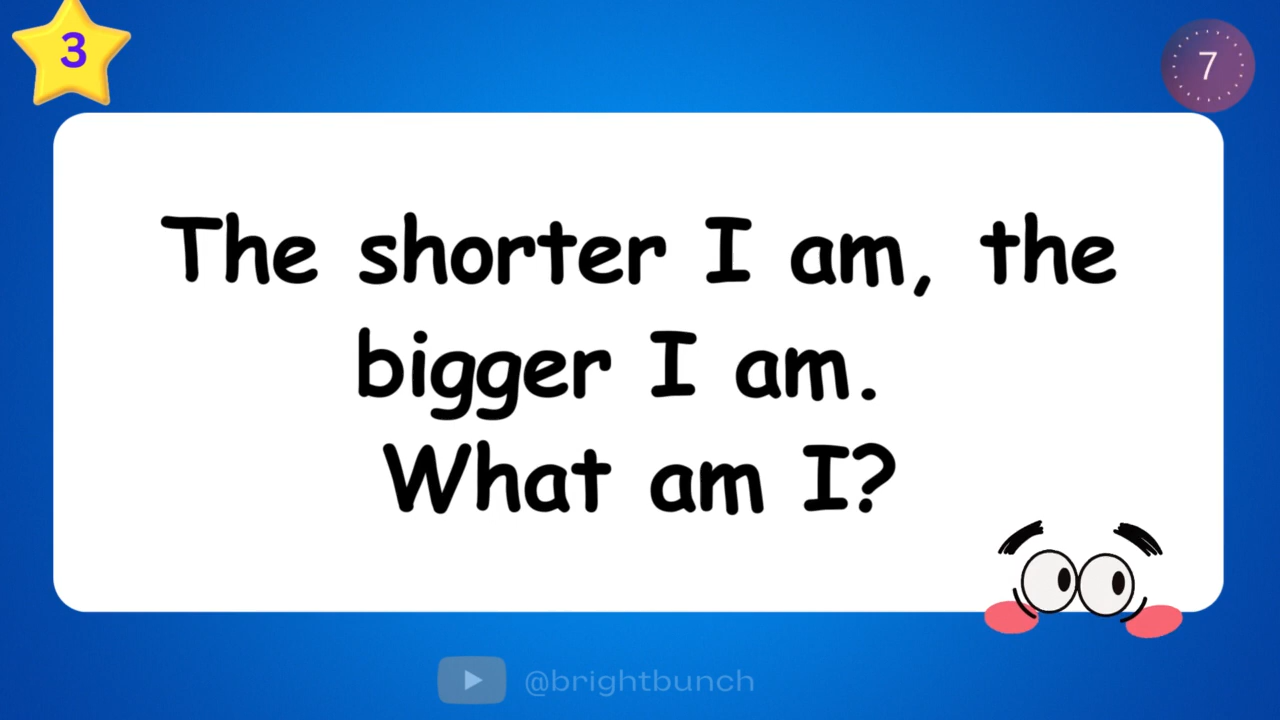 3
7
The shorter I am, the
bigger I am.
What am I?
@brightbunch